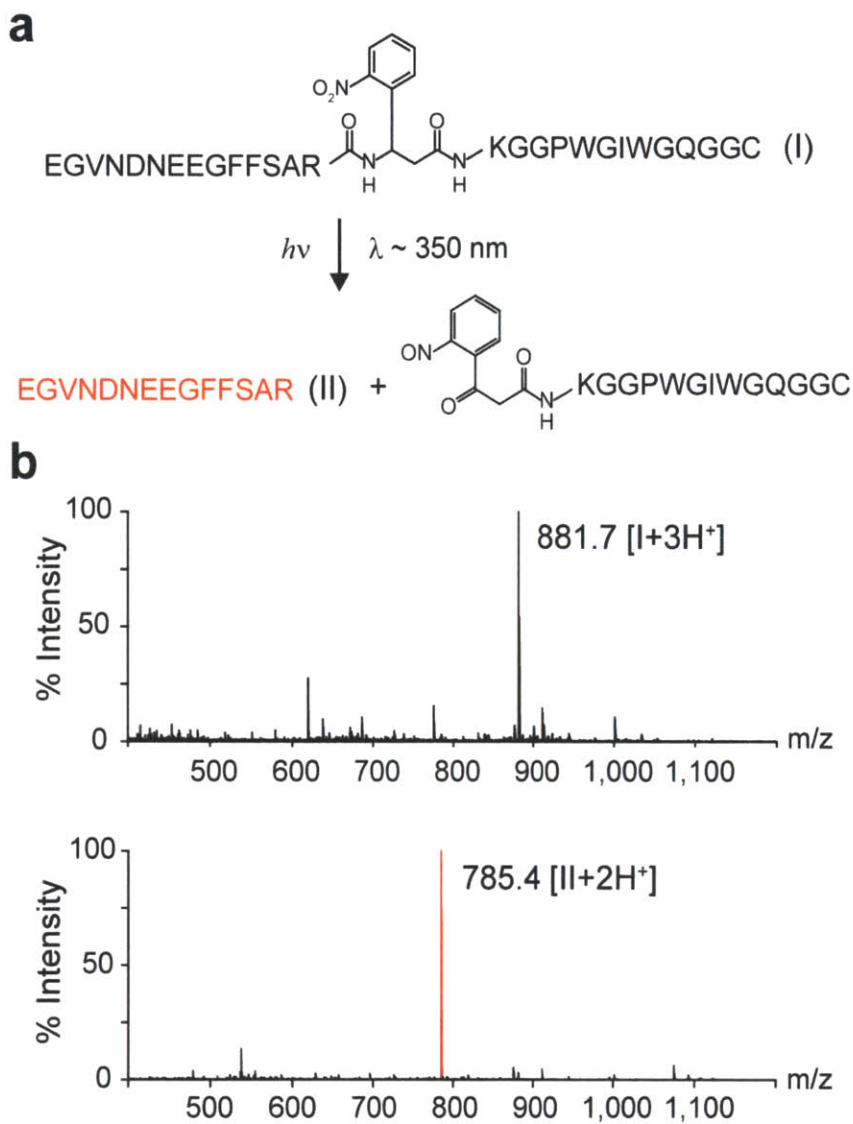 a
O₂N
O O
EGVNDNEEGFFSAR N N KGGPWGIWGQGGC (I)
H H
hν λ ~ 350 nm
ON O
EGVNDNEEGFFSAR (II) + O N KGGPWGIWGQGGC
H
b
100
881.7 [I+3H⁺]
% Intensity
50
0
m/z
500 600 700 800 900 1,000 1,100
100
785.4 [II+2H⁺]
% Intensity
50
0
m/z
500 600 700 800 900 1,000 1,100